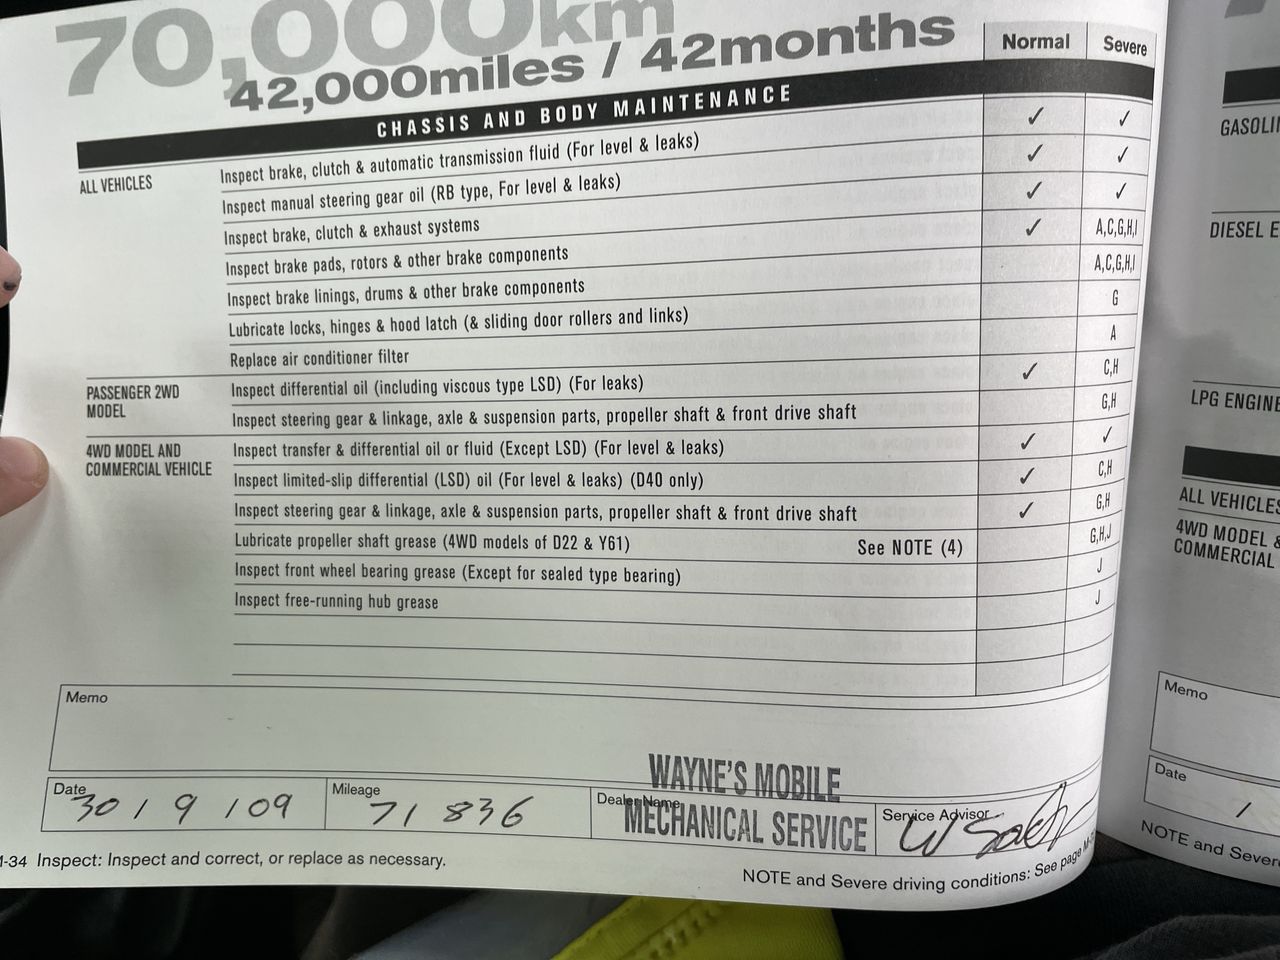 70,000km
42,000miles / 42months
Normal Severe
CHASSIS AND BODY MAINTENANCE
ALL VEHICLES Inspect brake, clutch & automatic transmission fluid (For level & leaks) ✓ ✓
Inspect manual steering gear oil (RB type, For level & leaks) ✓ ✓
Inspect brake, clutch & exhaust systems ✓ ✓
Inspect brake pads, rotors & other brake components ✓ A,C,G,H,I
Inspect brake linings, drums & other brake components A,C,G,H,I
Lubricate locks, hinges & hood latch (& sliding door rollers and links) G
Replace air conditioner filter A
PASSENGER 2WD MODEL Inspect differential oil (including viscous type LSD) (For leaks) ✓ C,H
Inspect steering gear & linkage, axle & suspension parts, propeller shaft & front drive shaft G,H
4WD MODEL AND COMMERCIAL VEHICLE Inspect transfer & differential oil or fluid (Except LSD) (For level & leaks) ✓ ✓
Inspect limited-slip differential (LSD) oil (For level & leaks) (D40 only) ✓ C,H
Inspect steering gear & linkage, axle & suspension parts, propeller shaft & front drive shaft ✓ G,H
Lubricate propeller shaft grease (4WD models of D22 & Y61) See NOTE (4) G,H,J
Inspect front wheel bearing grease (Except for sealed type bearing) J
Inspect free-running hub grease J
Memo
Date 30/9/09
Mileage 71 836
Dealer Name WAYNE'S MOBILE
MECHANICAL SERVICE
Service Advisor
-34 Inspect: Inspect and correct, or replace as necessary.
NOTE and Severe driving conditions: See page
GASOLI
DIESEL E
LPG ENGINE
ALL VEHICLES
4WD MODEL &
COMMERCIAL
Memo
Date /
NOTE and Sever